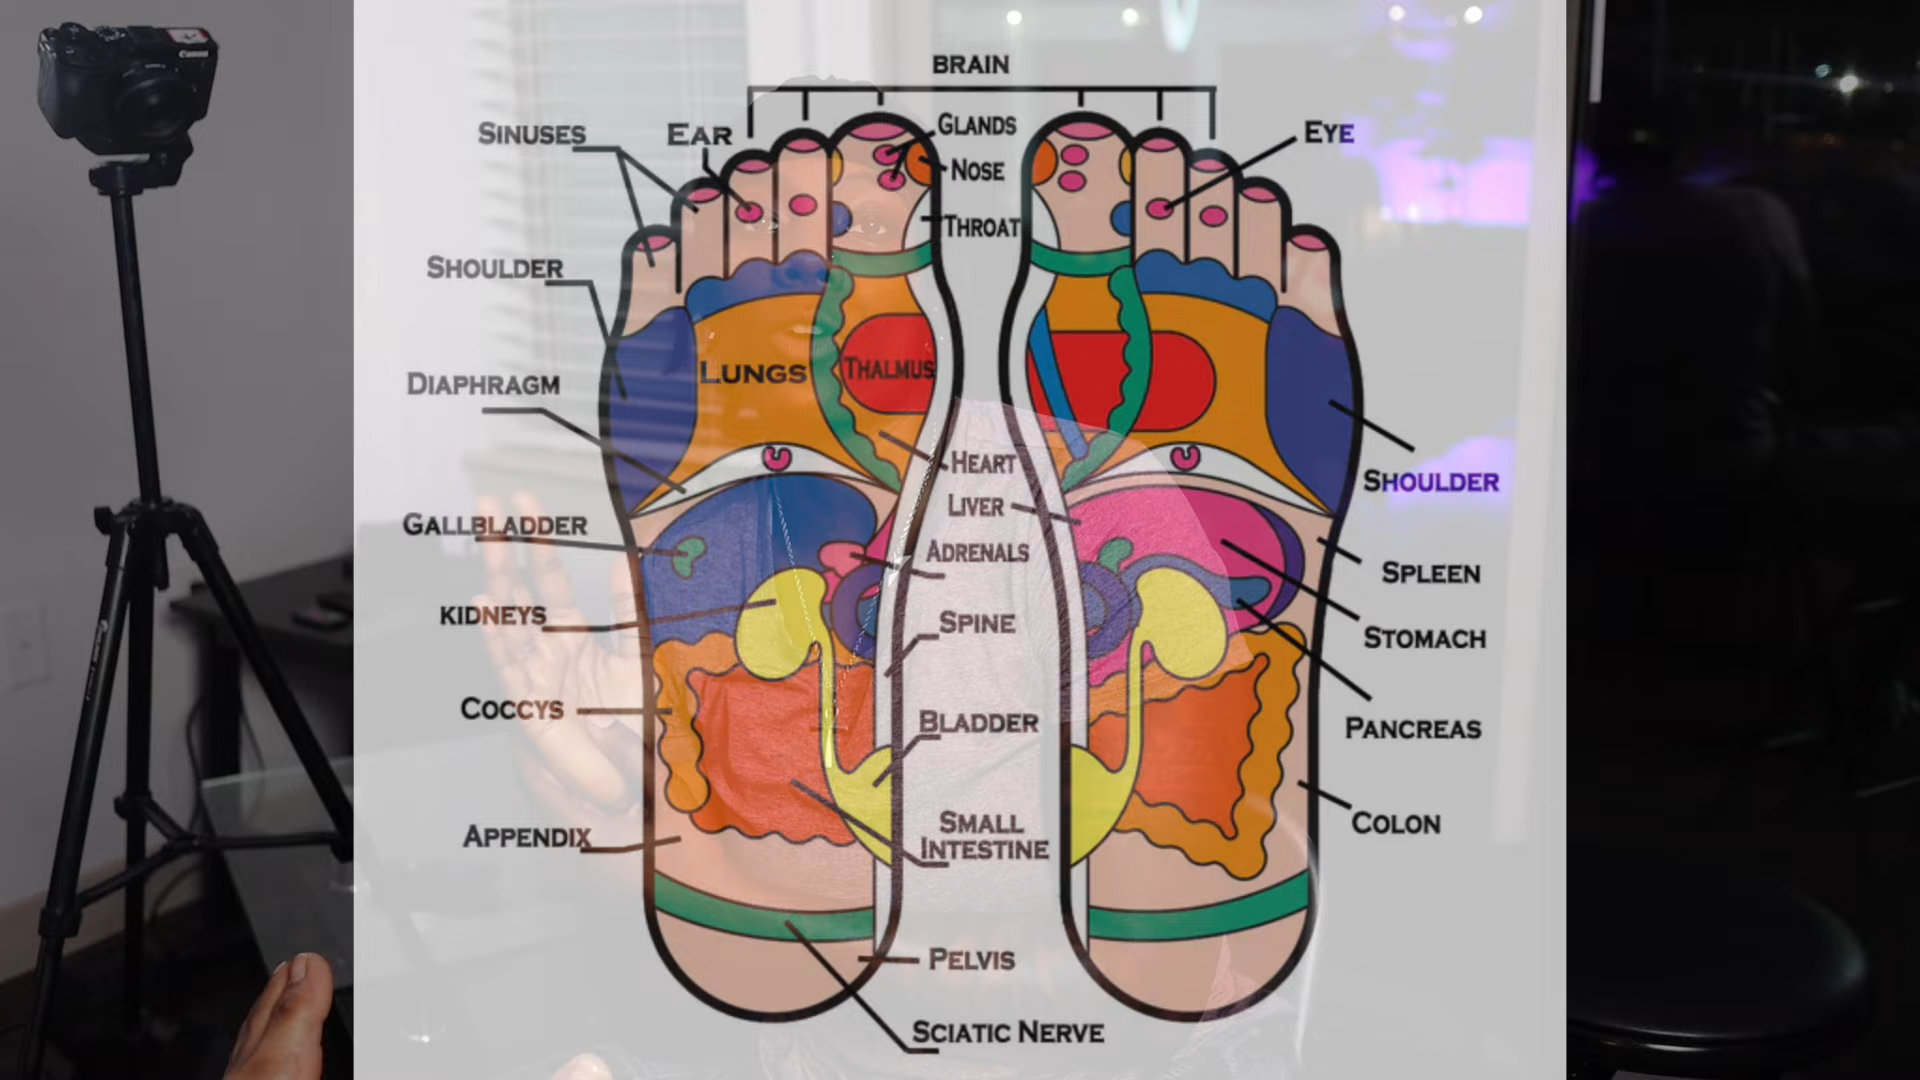 Canon
BRAIN
GLANDS
SINUSES
EAR
EYE
NOSE
THROAT
SHOULDER
LUNGS
THALMUS
DIAPHRAGM
HEART
SHOULDER
LIVER
GALLBLADDER
ADRENALS
SPLEEN
KIDNEYS
SPINE
STOMACH
COCCYS
BLADDER
PANCREAS
SMALL
INTESTINE
APPENDIX
COLON
PELVIS
SCIATIC NERVE